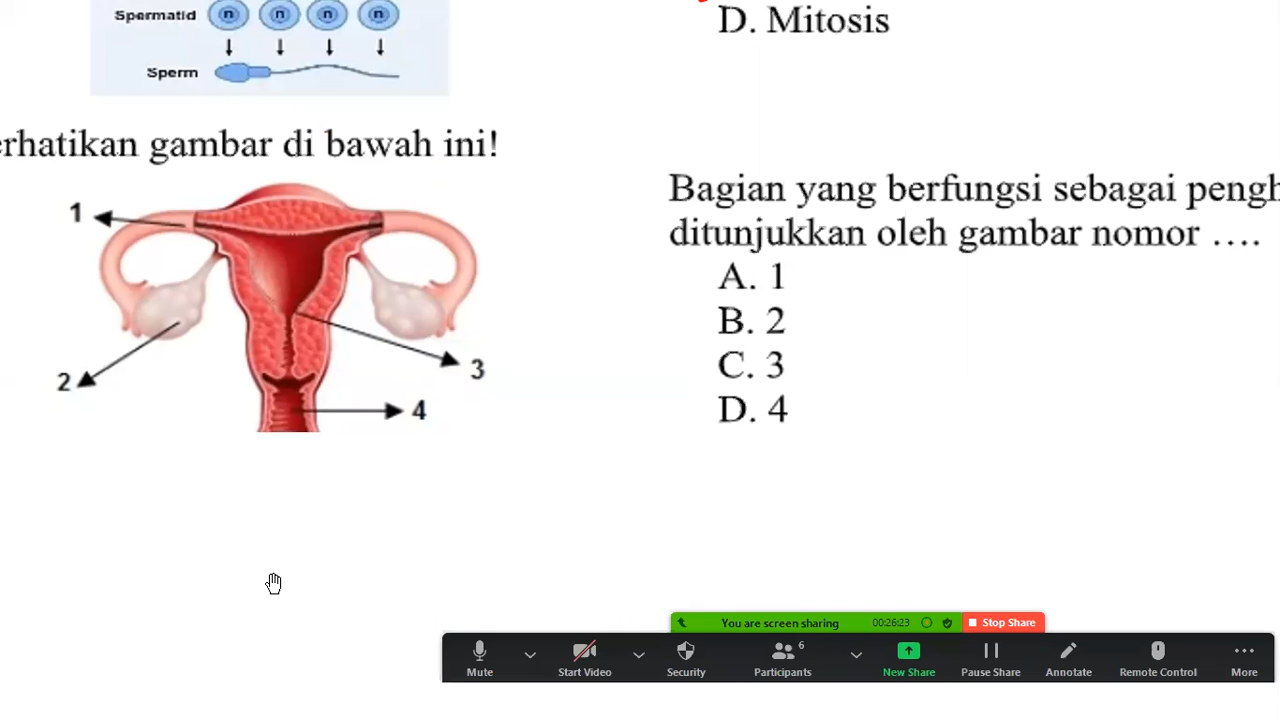 Spermatid n n n n
Sperm
D. Mitosis
erhatikan gambar di bawah ini!
1
2
3
4
Bagian yang berfungsi sebagai pengh
ditunjukkan oleh gambar nomor ….
A. 1
B. 2
C. 3
D. 4
You are screen sharing 00:26:23 Stop Share
6
Mute Start Video Security Participants New Share Pause Share Annotate Remote Control More